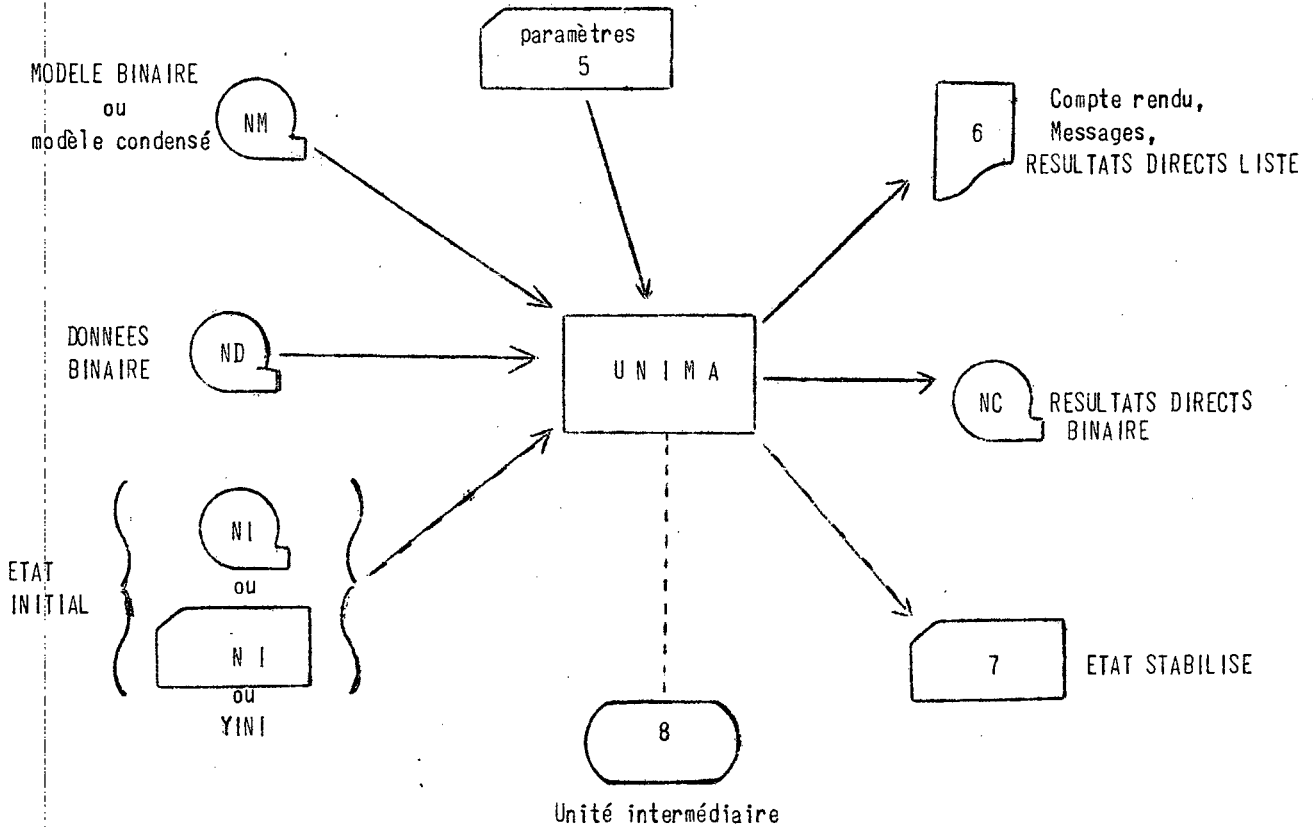 paramètres
5
MODELE BINAIRE
ou
modèle condensé
NM
6
Compte rendu,
Messages,
RESULTATS DIRECTS LISTE
DONNEES
BINAIRE
ND
U N I M A
NC
RESULTATS DIRECTS
BINAIRE
ETAT
INITIAL
NI
ou
N I
ou
YINI
7
ETAT STABILISE
8
Unité intermédiaire